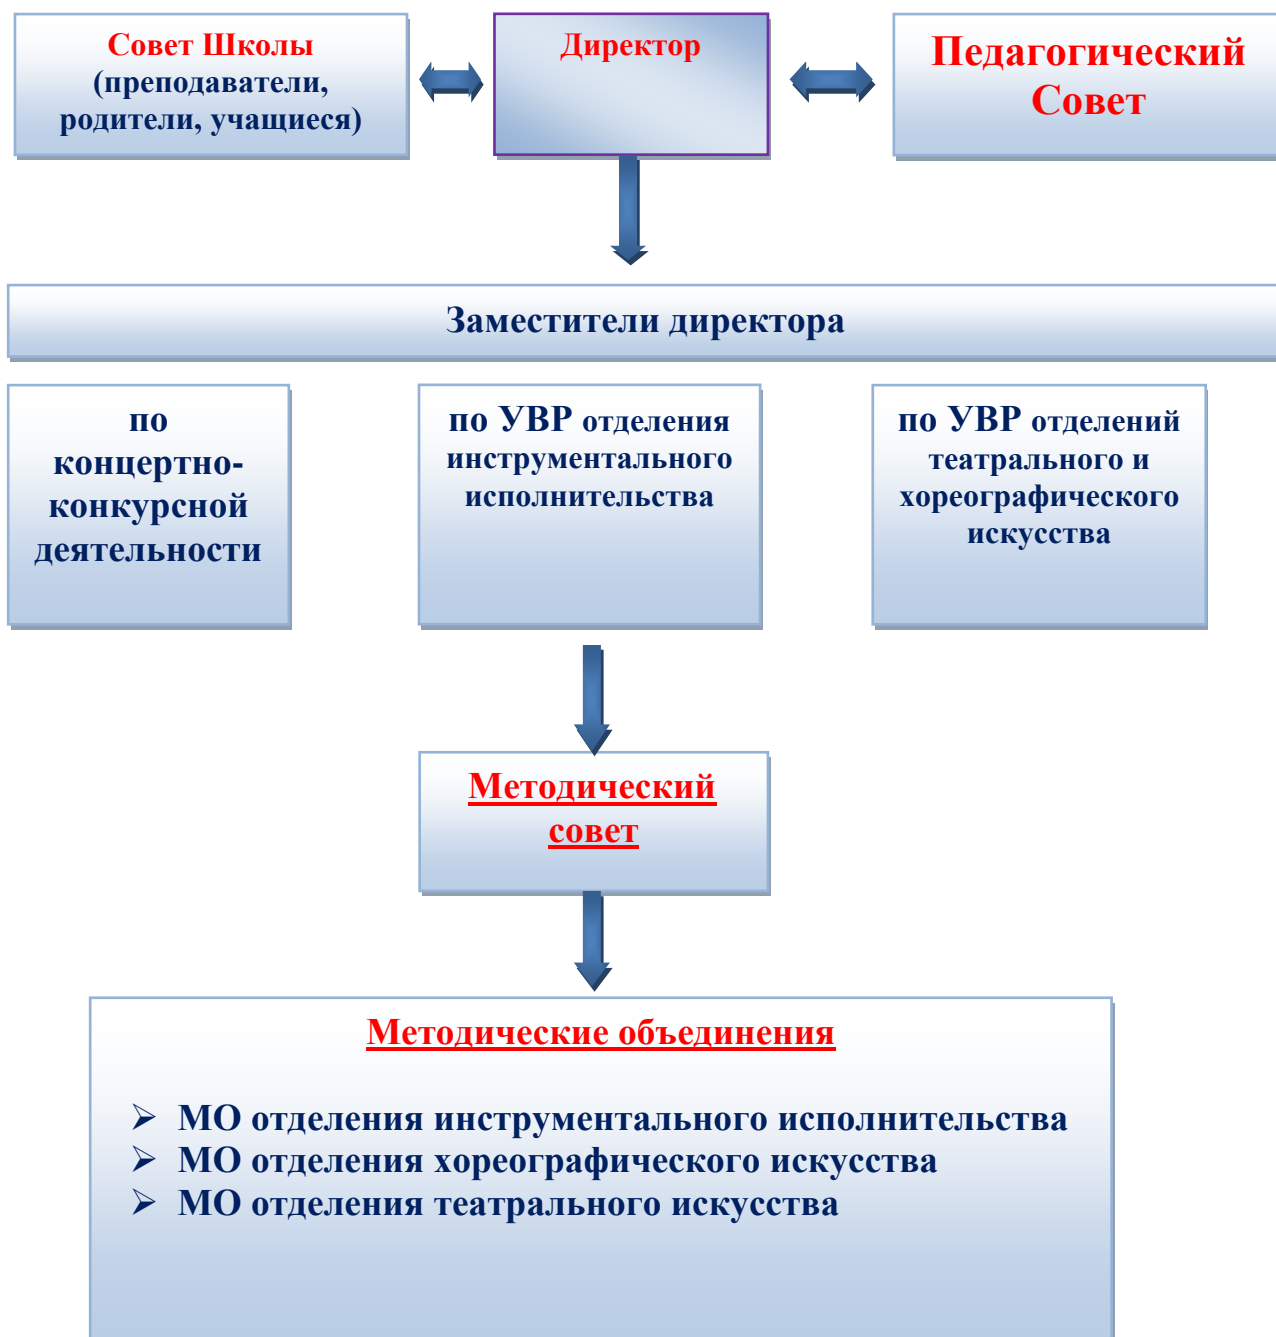 Совет Школы
(преподаватели,
родители, учащиеся)
Директор
Педагогический
Совет
Заместители директора
по
концертно-
конкурсной
деятельности
по УВР отделения
инструментального
исполнительства
по УВР отделений
театрального и
хореографического
искусства
Методический
совет
Методические объединения
МО отделения инструментального исполнительства
МО отделения хореографического искусства
МО отделения театрального искусства